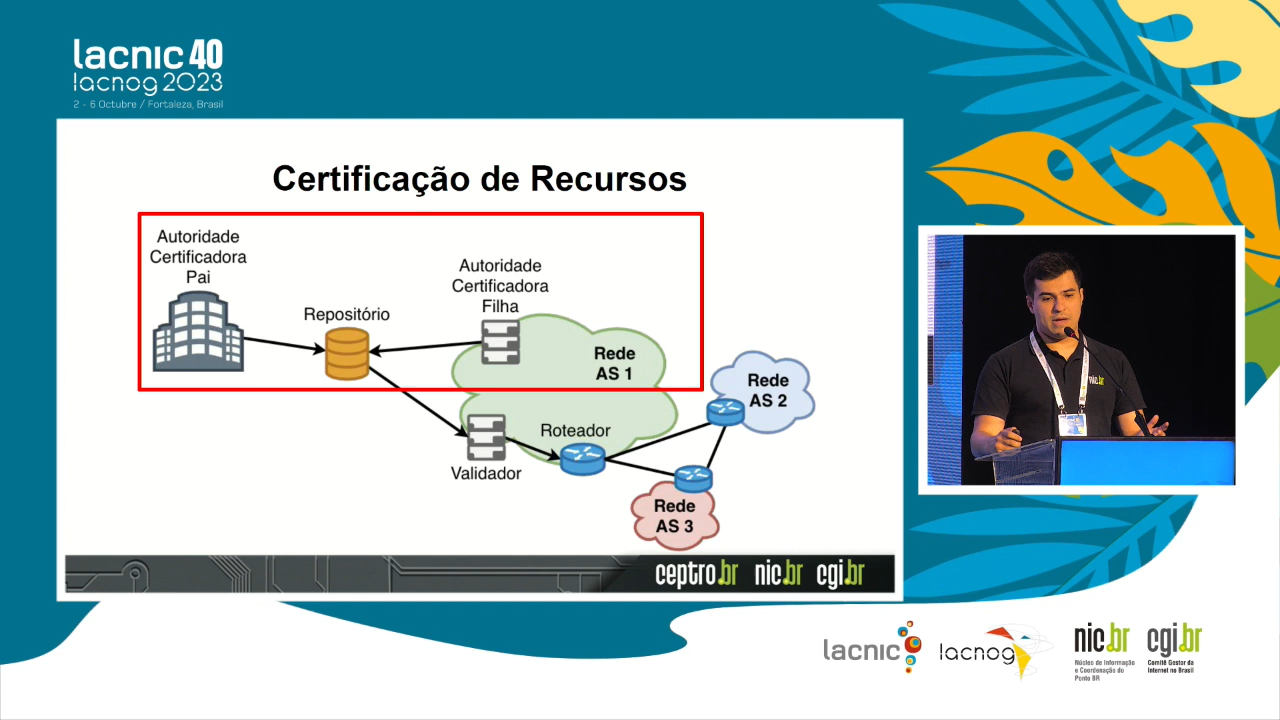 lacnic 40
lacnog 2023
2 - 6 Octubre / Fortaleza, Brasil
Certificação de Recursos
Autoridade
Certificadora
Pai
Autoridade
Certificadora
Filha
Repositório
Rede
AS 1
Rede
AS 2
Roteador
Validador
Rede
AS 3
ceptro.br nic.br cgi.br
nic.br
lacnic
lacnog
nic.br
Núcleo de Informação
e Coordenação do
Ponto BR
cgi.br
Comitê Gestor da
Internet no Brasil